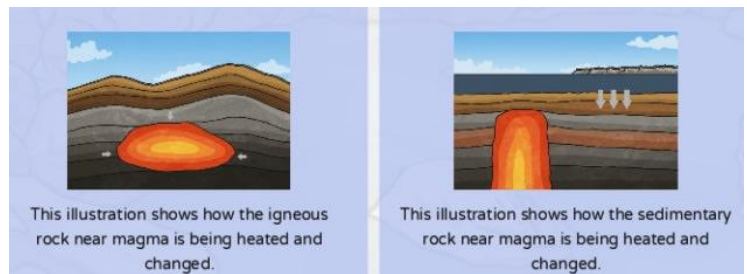 This illustration shows how the igneous
rock near magma is being heated and
changed.
This illustration shows how the sedimentary
rock near magma is being heated and
changed.